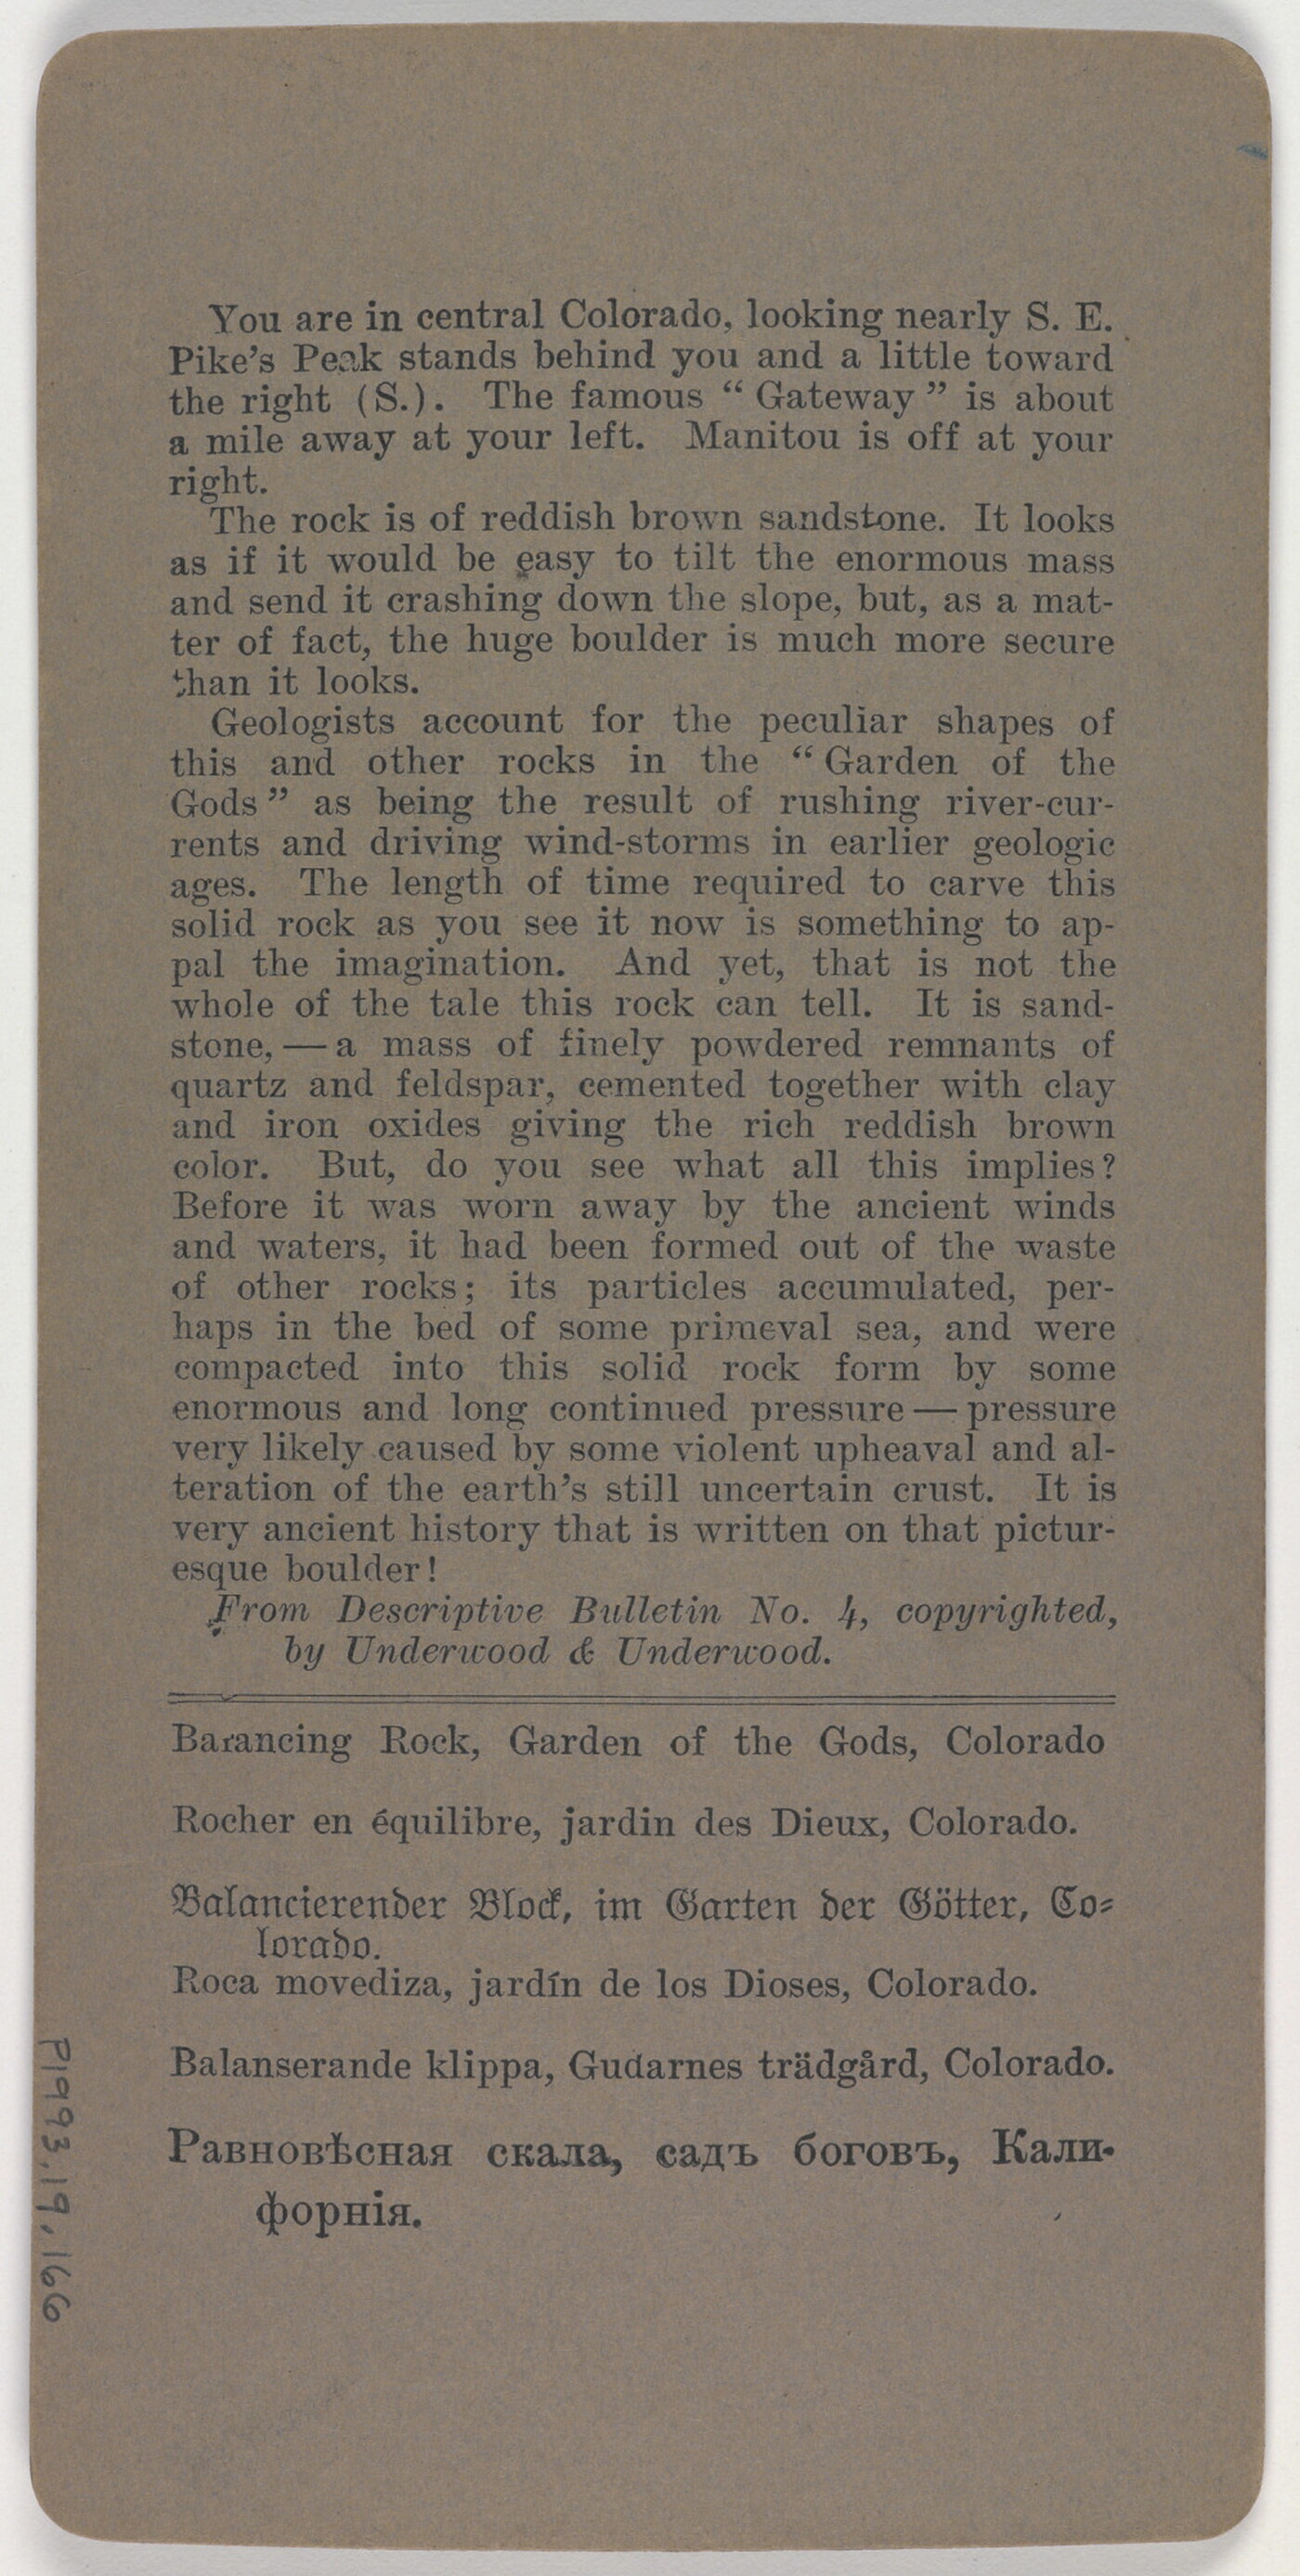 You are in central Colorado, looking nearly S. E.
Pike's Peak stands behind you and a little toward
the right (S.). The famous “ Gateway ” is about
a mile away at your left. Manitou is off at your
right.
The rock is of reddish brown sandstone. It looks
as if it would be easy to tilt the enormous mass
and send it crashing down the slope, but, as a mat-
ter of fact, the huge boulder is much more secure
than it looks.
Geologists account for the peculiar shapes of
this and other rocks in the “ Garden of the
Gods ” as being the result of rushing river-cur-
rents and driving wind-storms in earlier geologic
ages. The length of time required to carve this
solid rock as you see it now is something to ap-
pal the imagination. And yet, that is not the
whole of the tale this rock can tell. It is sand-
stone, — a mass of finely powdered remnants of
quartz and feldspar, cemented together with clay
and iron oxides giving the rich reddish brown
color. But, do you see what all this implies?
Before it was worn away by the ancient winds
and waters, it had been formed out of the waste
of other rocks; its particles accumulated, per-
haps in the bed of some primeval sea, and were
compacted into this solid rock form by some
enormous and long continued pressure — pressure
very likely caused by some violent upheaval and al-
teration of the earth's still uncertain crust. It is
very ancient history that is written on that pictur-
esque boulder!
From Descriptive Bulletin No. 4, copyrighted,
by Underwood & Underwood.
Balancing Rock, Garden of the Gods, Colorado
Rocher en équilibre, jardin des Dieux, Colorado.
Balancierender Block, im Garten der Götter, Co-
lorado.
Roca movediza, jardín de los Dioses, Colorado.
Balanserande klippa, Gudarnes trädgård, Colorado.
Равновѣсная скала, садъ боговъ, Кали-
форнія.
P1993.19.166